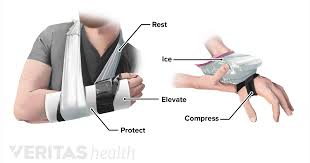 Rest
Ice
Elevate
Compress
Protect
VERITAS health